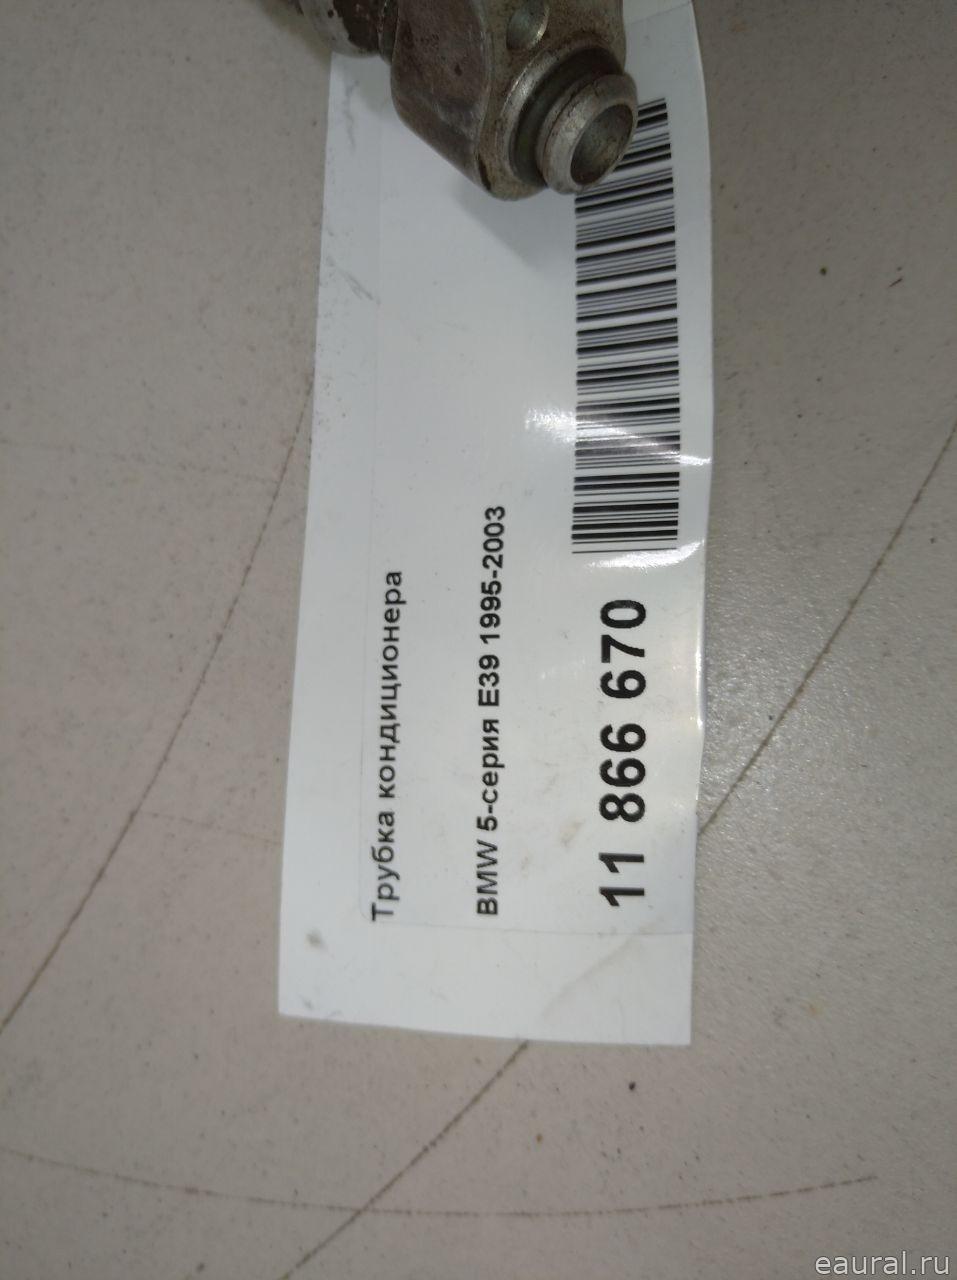 Трубка кондиционера
BMW 5-серия E39 1995-2003
11 866 670
eaural.ru